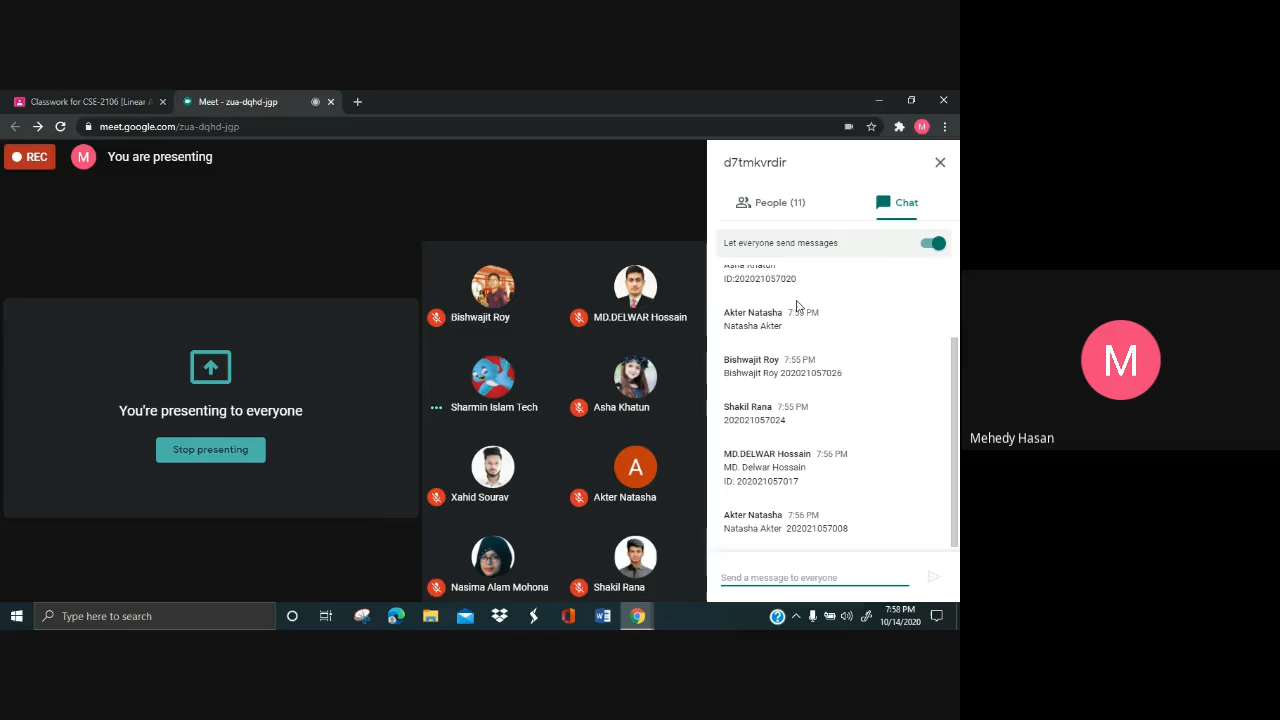 Classwork for CSE-2106 [Linear A
Meet - zua-dqhd-jgp
meet.google.com/zua-dqhd-jgp
M
REC
M
You are presenting
d7tmkvrdir
People (11)
Chat
Let everyone send messages
Asha Khatun
ID:202021057020
Akter Natasha 7:55 PM
Natasha Akter
Bishwajit Roy 7:55 PM
Bishwajit Roy 202021057026
Shakil Rana 7:55 PM
202021057024
MD.DELWAR Hossain 7:56 PM
MD. Delwar Hossain
ID: 202021057017
Akter Natasha 7:56 PM
Natasha Akter 202021057008
Send a message to everyone
You're presenting to everyone
Stop presenting
Bishwajit Roy
MD.DELWAR Hossain
Sharmin Islam Tech
Asha Khatun
Xahid Sourav
A
Akter Natasha
Nasima Alam Mohona
Shakil Rana
M
Mehedy Hasan
Type here to search
7:58 PM
10/14/2020